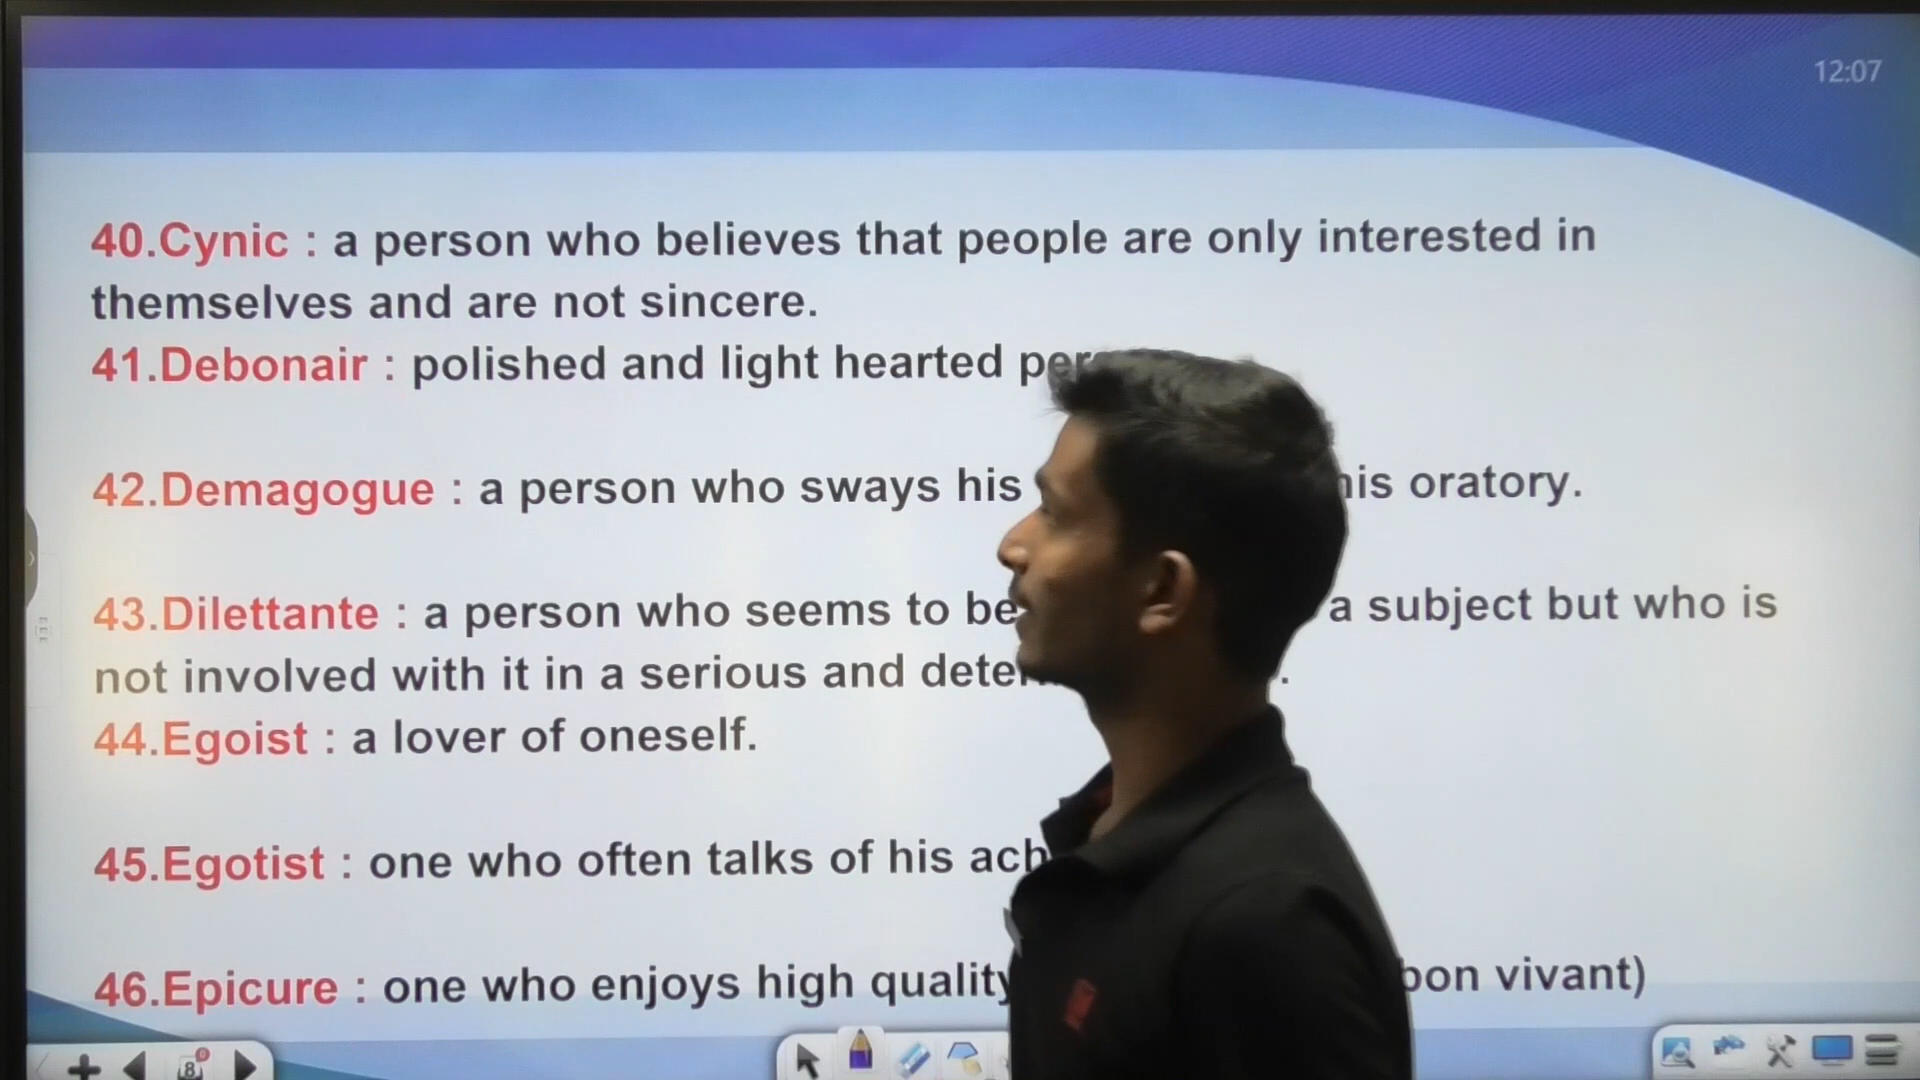 12:07
40.Cynic : a person who believes that people are only interested in
themselves and are not sincere.
41.Debonair : polished and light hearted
42.Demagogue : a person who sways his his oratory.
43.Dilettante : a person who seems to be a subject but who is
not involved with it in a serious and
44.Egoist : a lover of oneself.
45.Egotist : one who often talks of his
46.Epicure : one who enjoys high quality bon vivant)
8